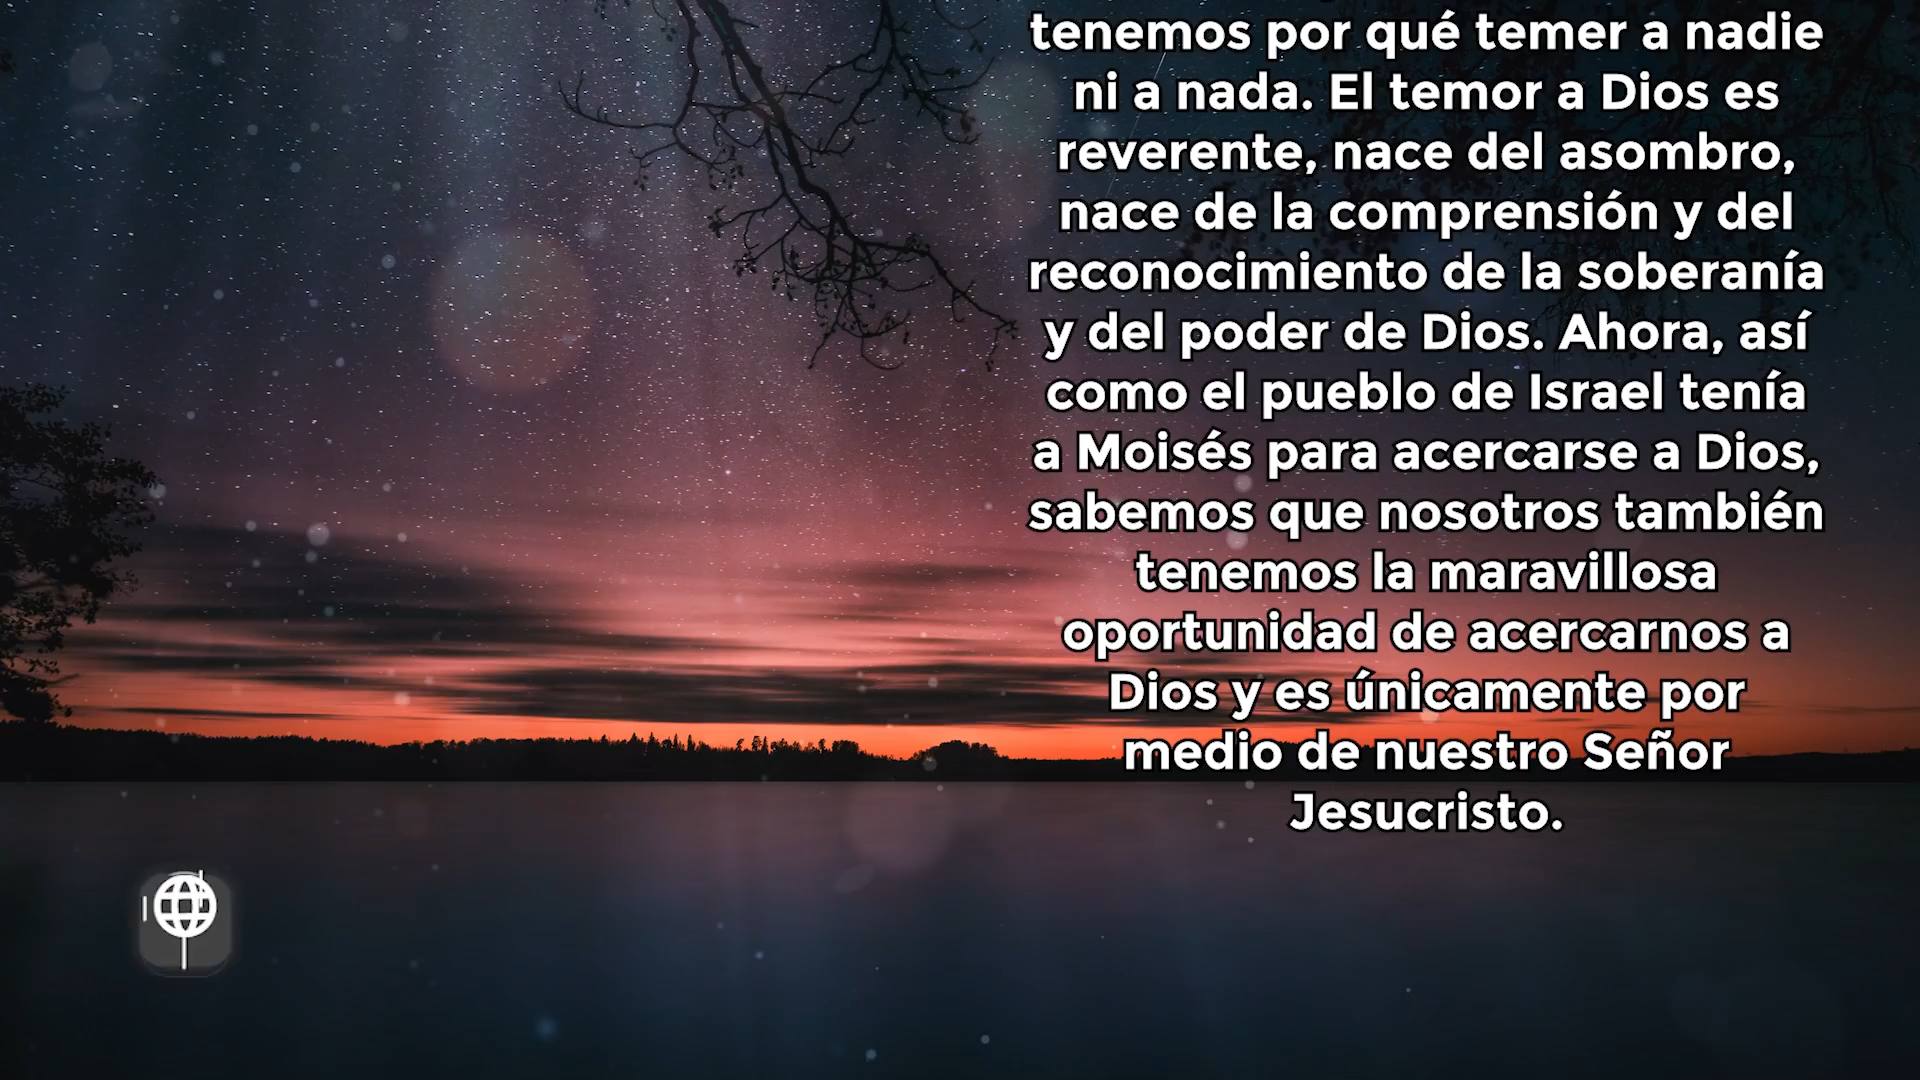 tenemos por qué temer a nadie
ni a nada. El temor a Dios es
reverente, nace del asombro,
nace de la comprensión y del
reconocimiento de la soberanía
y del poder de Dios. Ahora, así
como el pueblo de Israel tenía
a Moisés para acercarse a Dios,
sabemos que nosotros también
tenemos la maravillosa
oportunidad de acercarnos a
Dios y es únicamente por
medio de nuestro Señor
Jesucristo.